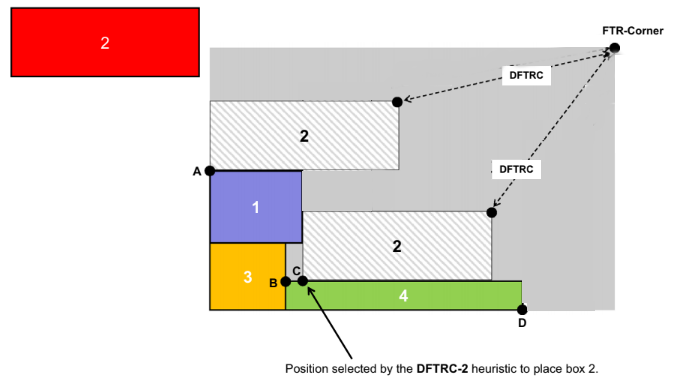 FTR-Corner
2
DFTRC
2
A
DFTRC
1
2
C
3
B
4
D
Position selected by the DFTRC-2 heuristic to place box 2.